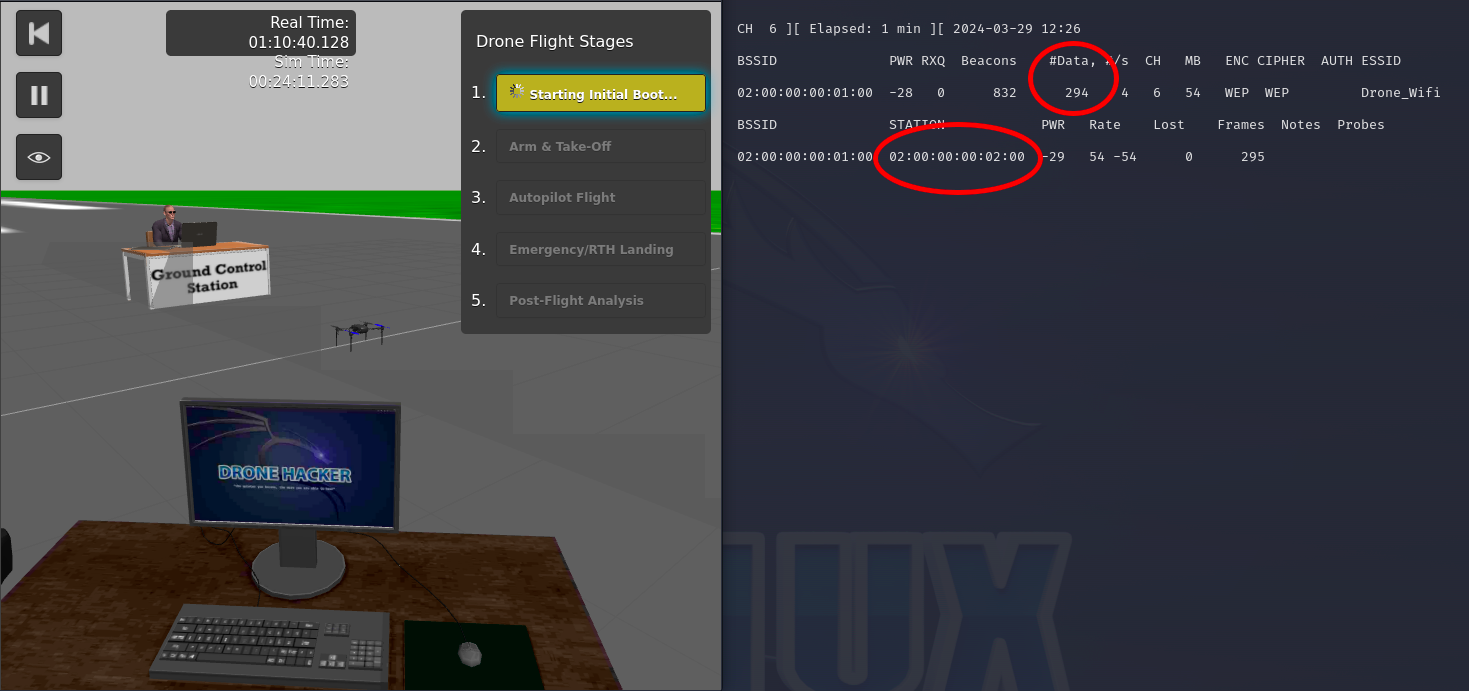 Real Time:
01:10:40.128
Sim Time:
00:24:11.283
Drone Flight Stages
1. Starting Initial Boot...
2. Arm & Take-Off
3. Autopilot Flight
4. Emergency/RTH Landing
5. Post-Flight Analysis
Ground Control
Station
DRONE HACKER
CH 6 ][ Elapsed: 1 min ][ 2024-03-29 12:26
BSSID PWR RXQ Beacons #Data, #/s CH MB ENC CIPHER AUTH ESSID
02:00:00:00:01:00 -28 0 832 294 4 6 54 WEP WEP Drone_Wifi
BSSID STATION PWR Rate Lost Frames Notes Probes
02:00:00:00:01:00 02:00:00:00:02:00 -29 54 -54 0 295
UX